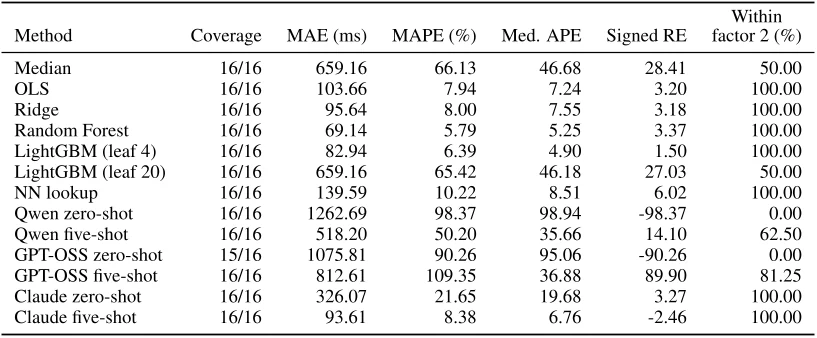 Within
Method Coverage MAE (ms) MAPE (%) Med. APE Signed RE factor 2 (%)
Median 16/16 659.16 66.13 46.68 28.41 50.00
OLS 16/16 103.66 7.94 7.24 3.20 100.00
Ridge 16/16 95.64 8.00 7.55 3.18 100.00
Random Forest 16/16 69.14 5.79 5.25 3.37 100.00
LightGBM (leaf 4) 16/16 82.94 6.39 4.90 1.50 100.00
LightGBM (leaf 20) 16/16 659.16 65.42 46.18 27.03 50.00
NN lookup 16/16 139.59 10.22 8.51 6.02 100.00
Qwen zero-shot 16/16 1262.69 98.37 98.94 -98.37 0.00
Qwen five-shot 16/16 518.20 50.20 35.66 14.10 62.50
GPT-OSS zero-shot 15/16 1075.81 90.26 95.06 -90.26 0.00
GPT-OSS five-shot 16/16 812.61 109.35 36.88 89.90 81.25
Claude zero-shot 16/16 326.07 21.65 19.68 3.27 100.00
Claude five-shot 16/16 93.61 8.38 6.76 -2.46 100.00